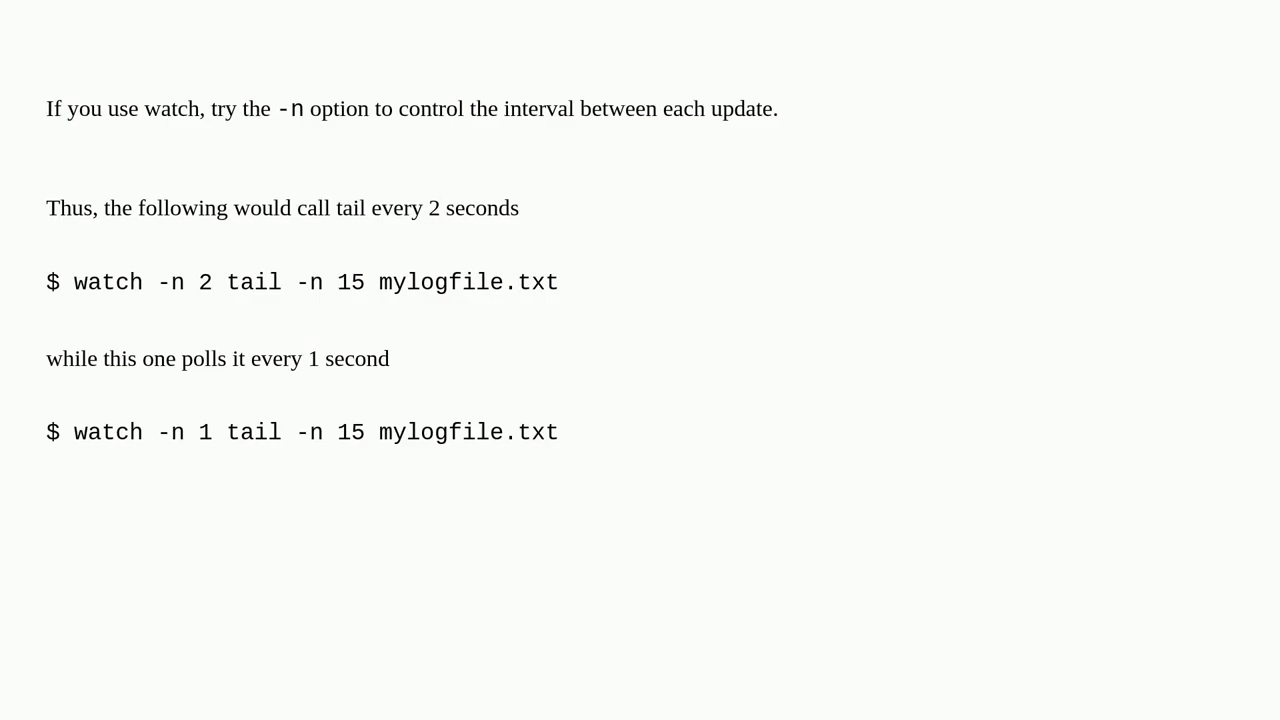 If you use watch, try the -n option to control the interval between each update.
Thus, the following would call tail every 2 seconds
$ watch -n 2 tail -n 15 mylogfile.txt
while this one polls it every 1 second
$ watch -n 1 tail -n 15 mylogfile.txt